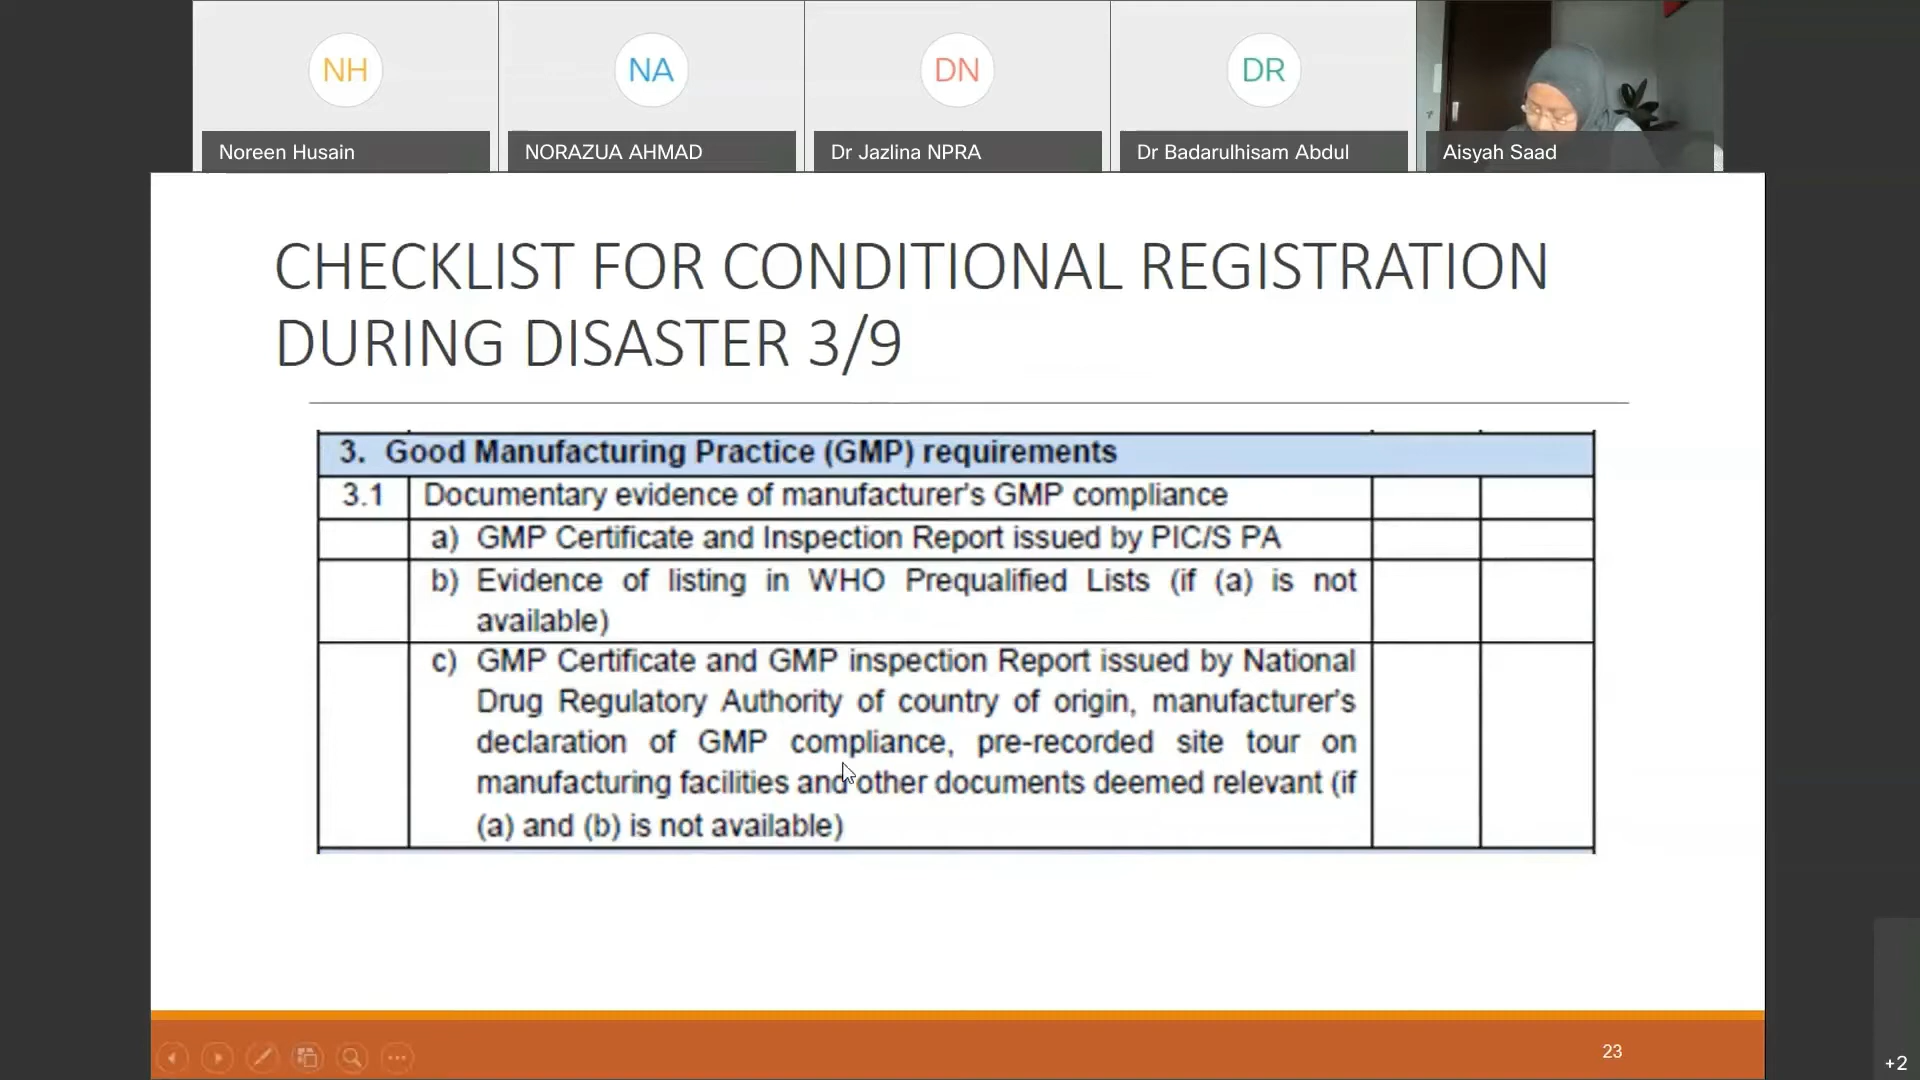 NH
NA
DN
DR
Noreen Husain
NORAZUA AHMAD
Dr Jazlina NPRA
Dr Badarulhisam Abdul
Aisyah Saad
CHECKLIST FOR CONDITIONAL REGISTRATION
DURING DISASTER 3/9
3. Good Manufacturing Practice (GMP) requirements
3.1 Documentary evidence of manufacturer's GMP compliance
a) GMP Certificate and Inspection Report issued by PIC/S PA
b) Evidence of listing in WHO Prequalified Lists (if (a) is not
available)
c) GMP Certificate and GMP inspection Report issued by National
Drug Regulatory Authority of country of origin, manufacturer's
declaration of GMP compliance, pre-recorded site tour on
manufacturing facilities and other documents deemed relevant (if
(a) and (b) is not available)
23
+2